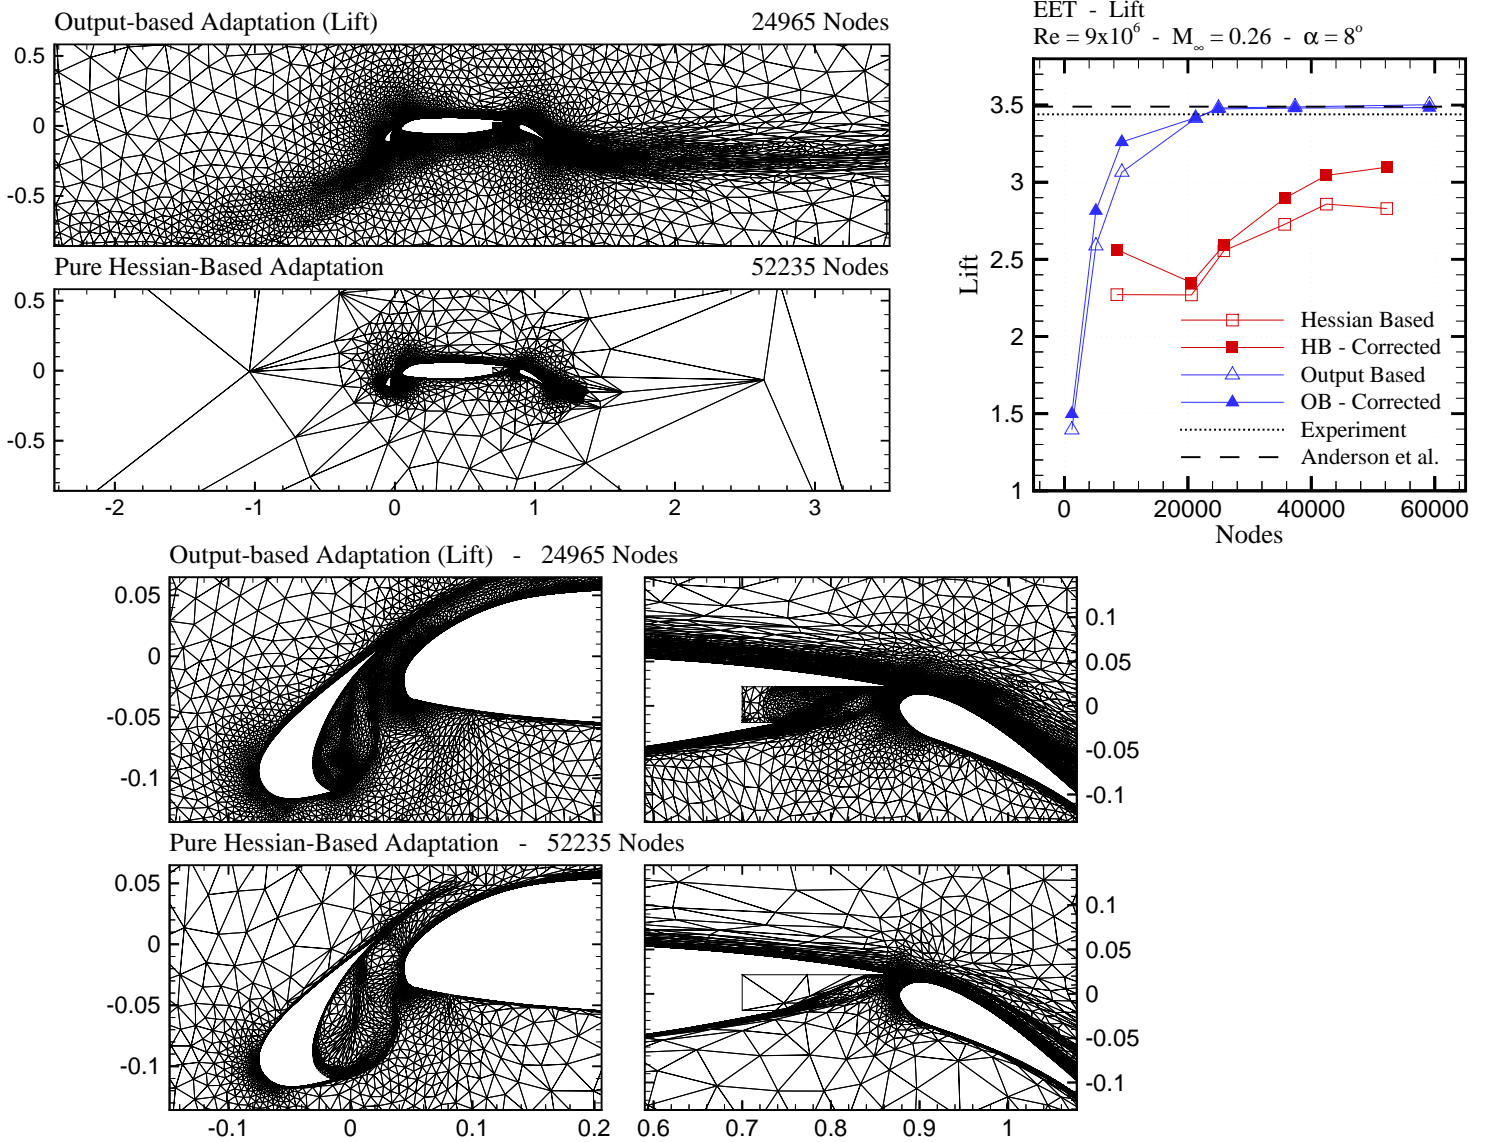 Output-based Adaptation (Lift) 24965 Nodes
0.5
0
-0.5
Pure Hessian-Based Adaptation 52235 Nodes
0.5
0
-0.5
-2 -1 0 1 2 3
EET - Lift
Re = 9x10⁶ - M∞ = 0.26 - α = 8°
3.5
3
2.5
2
1.5
1
Lift
0 20000 40000 60000
Nodes
Hessian Based
HB - Corrected
Output Based
OB - Corrected
Experiment
Anderson et al.
Output-based Adaptation (Lift) - 24965 Nodes
0.05
0
-0.05
-0.1
0.1
0.05
0
-0.05
-0.1
Pure Hessian-Based Adaptation - 52235 Nodes
0.05
0
-0.05
-0.1
-0.1 0 0.1 0.2
0.1
0.05
0
-0.05
-0.1
0.6 0.7 0.8 0.9 1